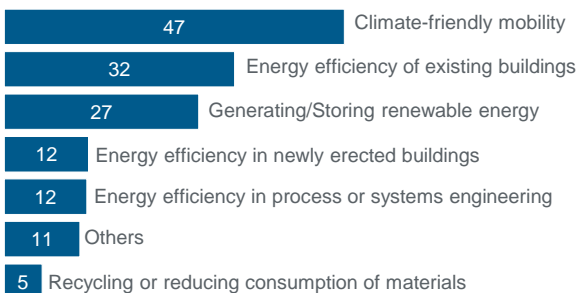 47 Climate-friendly mobility
32 Energy efficiency of existing buildings
27 Generating/Storing renewable energy
12 Energy efficiency in newly erected buildings
12 Energy efficiency in process or systems engineering
11 Others
5 Recycling or reducing consumption of materials